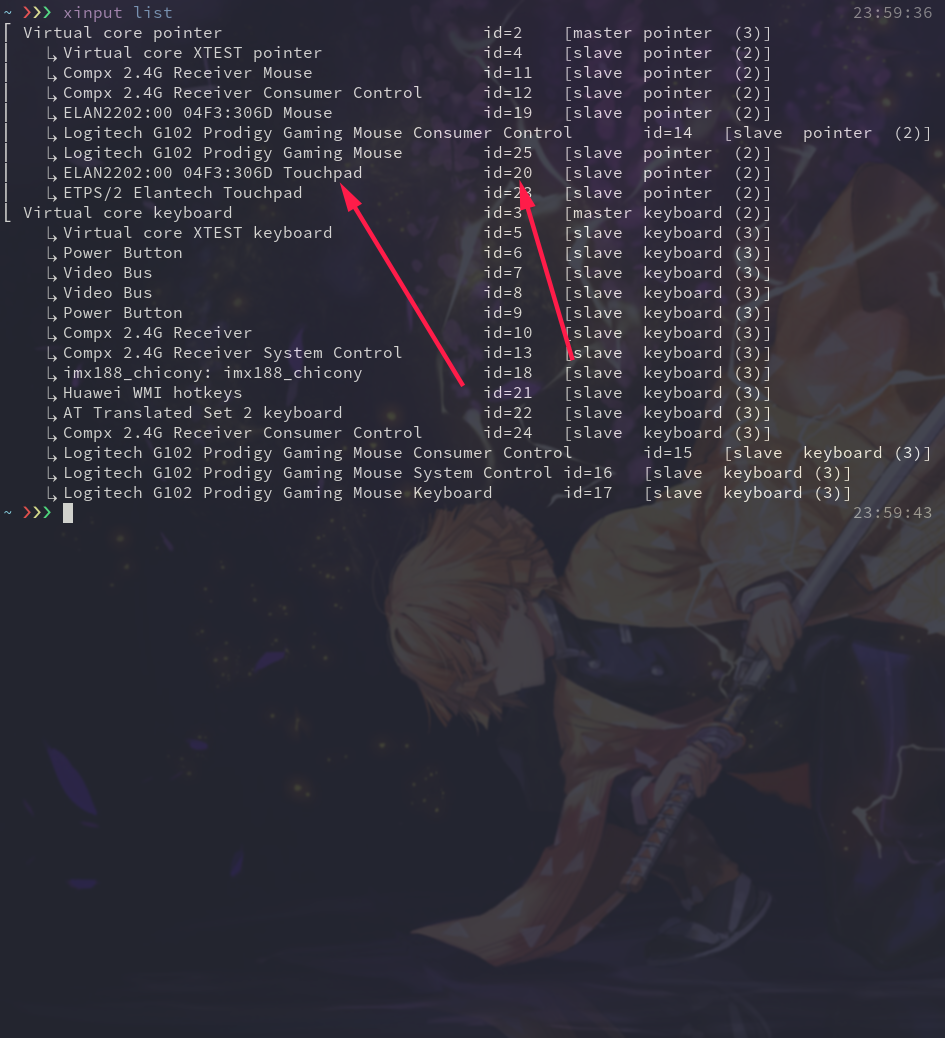 ~ ❯❯❯ xinput list 23:59:36
⎡ Virtual core pointer id=2 [master pointer (3)]
⎜ ↳ Virtual core XTEST pointer id=4 [slave pointer (2)]
⎜ ↳ Compx 2.4G Receiver Mouse id=11 [slave pointer (2)]
⎜ ↳ Compx 2.4G Receiver Consumer Control id=12 [slave pointer (2)]
⎜ ↳ ELAN2202:00 04F3:306D Mouse id=19 [slave pointer (2)]
⎜ ↳ Logitech G102 Prodigy Gaming Mouse Consumer Control id=14 [slave pointer (2)]
⎜ ↳ Logitech G102 Prodigy Gaming Mouse id=25 [slave pointer (2)]
⎜ ↳ ELAN2202:00 04F3:306D Touchpad id=20 [slave pointer (2)]
⎜ ↳ ETPS/2 Elantech Touchpad id=23 [slave pointer (2)]
⎣ Virtual core keyboard id=3 [master keyboard (2)]
↳ Virtual core XTEST keyboard id=5 [slave keyboard (3)]
↳ Power Button id=6 [slave keyboard (3)]
↳ Video Bus id=7 [slave keyboard (3)]
↳ Video Bus id=8 [slave keyboard (3)]
↳ Power Button id=9 [slave keyboard (3)]
↳ Compx 2.4G Receiver id=10 [slave keyboard (3)]
↳ Compx 2.4G Receiver System Control id=13 [slave keyboard (3)]
↳ imx188_chicony: imx188_chicony id=18 [slave keyboard (3)]
↳ Huawei WMI hotkeys id=21 [slave keyboard (3)]
↳ AT Translated Set 2 keyboard id=22 [slave keyboard (3)]
↳ Compx 2.4G Receiver Consumer Control id=24 [slave keyboard (3)]
↳ Logitech G102 Prodigy Gaming Mouse Consumer Control id=15 [slave keyboard (3)]
↳ Logitech G102 Prodigy Gaming Mouse System Control id=16 [slave keyboard (3)]
↳ Logitech G102 Prodigy Gaming Mouse Keyboard id=17 [slave keyboard (3)]
~ ❯❯❯ 23:59:43